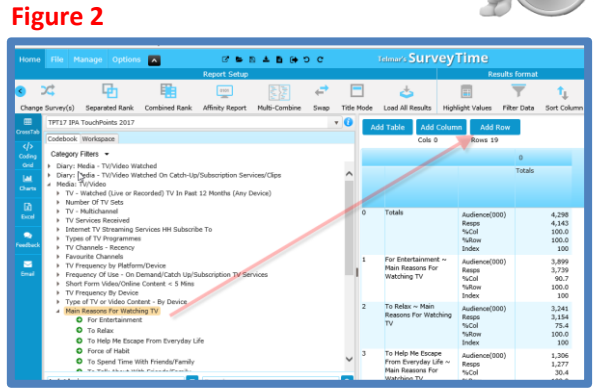 Figure 2
Home File Manage Options
Telmar's SurveyTime
Report Setup
Results format
Change Survey(s) Separated Rank Combined Rank Affinity Report Multi-Combine Swap Title Mode Load All Results Highlight Values Filter Data Sort Column
CrossTab
Coding Grid
Charts
Excel
Feedback
Email
TPT17 IPA TouchPoints 2017
Codebook Workspace
Category Filters
Diary: Media - TV/Video Watched
Diary: Media - TV/Video Watched On Catch-Up/Subscription Services/Clips
Media: TV/Video
TV - Watched (Live or Recorded) TV In Past 12 Months (Any Device)
Number Of TV Sets
TV - Multichannel
TV Services Received
Internet TV Streaming Services HH Subscribe To
Types of TV Programmes
TV Channels - Recency
Favourite Channels
TV Frequency by Platform/Device
Frequency Of Use - On Demand/Catch Up/Subscription TV Services
Short Form Video/Online Content < 5 Mins
TV Frequency By Device
Type of TV or Video Content - By Device
Main Reasons For Watching TV
For Entertainment
To Relax
To Help Me Escape From Everyday Life
Force of Habit
To Spend Time With Friends/Family
Add Table Add Column Add Row
Cols 0 Rows 19
0
Totals
0 Totals Audience(000) 4,298
Resps 4,143
%Col 100.0
%Row 100.0
Index 100
1 For Entertainment ~ Main Reasons For Watching TV Audience(000) 3,899
Resps 3,739
%Col 90.7
%Row 100.0
Index 100
2 To Relax ~ Main Reasons For Watching TV Audience(000) 3,241
Resps 3,154
%Col 75.4
%Row 100.0
Index 100
3 To Help Me Escape From Everyday Life ~ Main Reasons For Watching TV Audience(000) 1,306
Resps 1,277
%Col 30.4